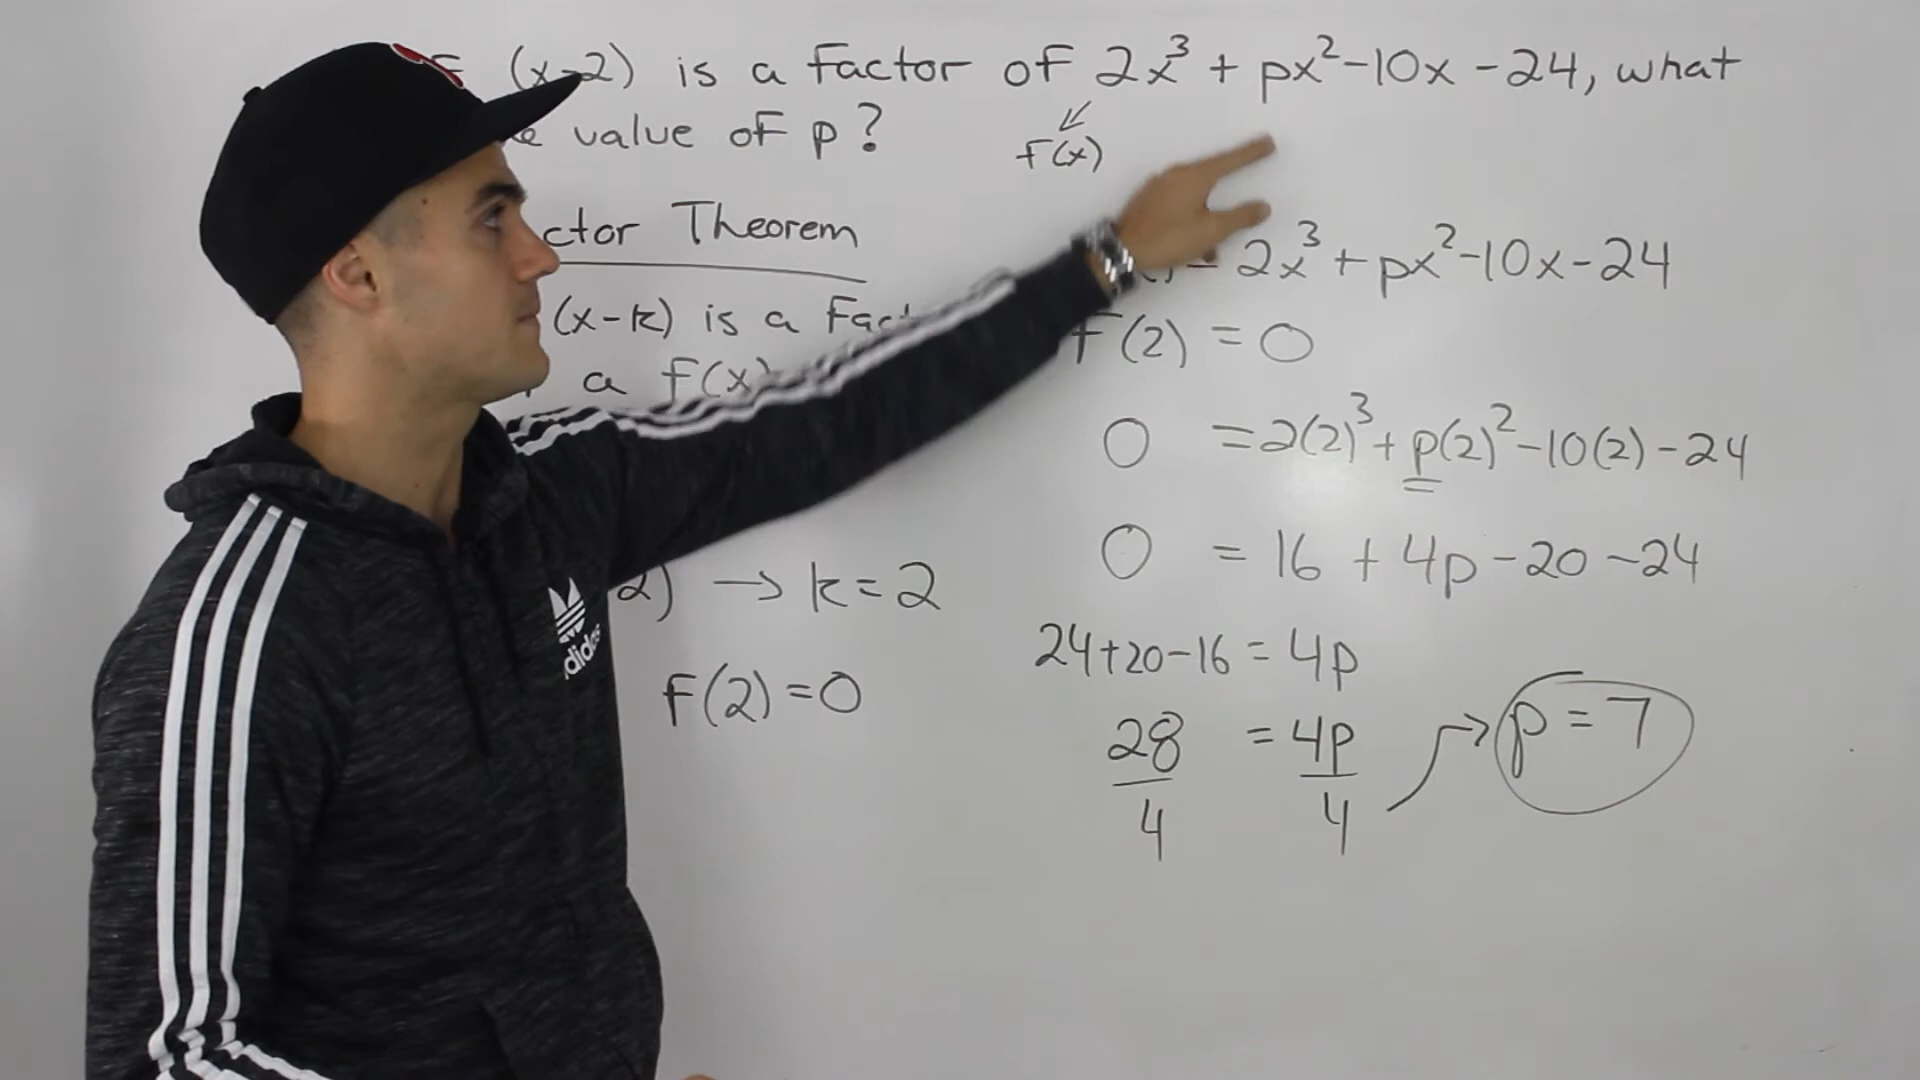 (x-2) is a factor of 2x³ + px² - 10x - 24, what
value of p?
f(x)
Theorem
2x³ + px² - 10x - 24
(x-k) is a
a f(x)
F(2) = 0
0 = 2(2)³ + p(2)² - 10(2) - 24
0 = 16 + 4p - 20 - 24
2) → k = 2
24 + 20 - 16 = 4p
F(2) = 0
28/4 = 4p/4 → p = 7
adidas